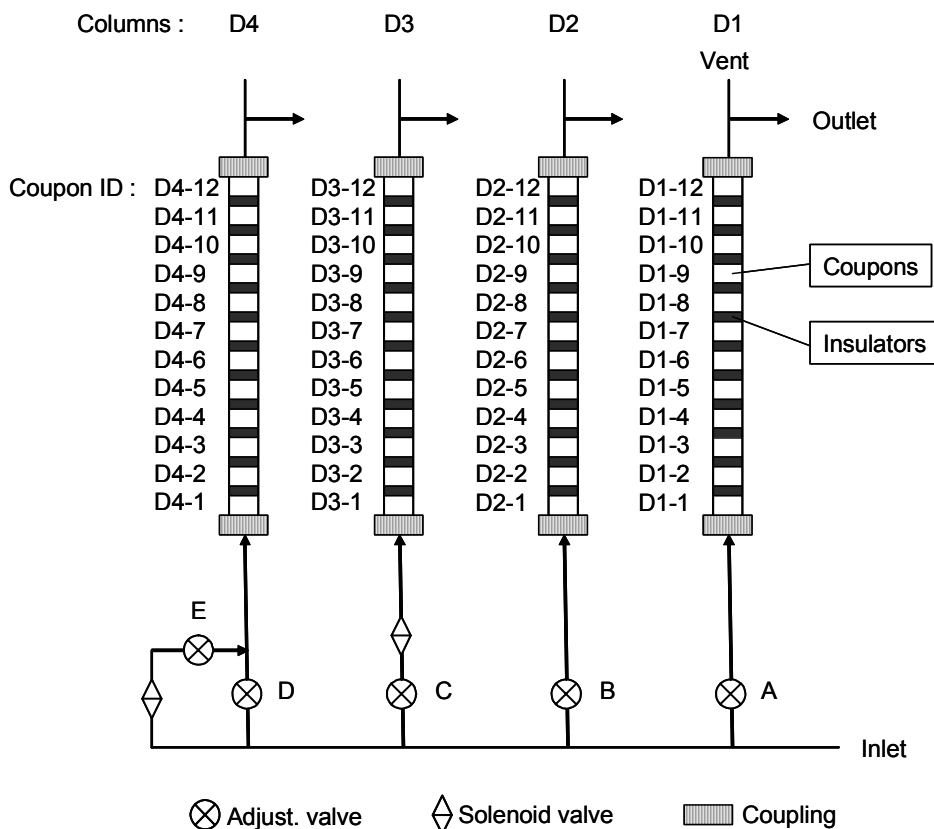 Columns : D4 D3 D2 D1
Vent
Outlet
Coupon ID : D4-12 D3-12 D2-12 D1-12
D4-11 D3-11 D2-11 D1-11
D4-10 D3-10 D2-10 D1-10
D4-9 D3-9 D2-9 D1-9
Coupons
D4-8 D3-8 D2-8 D1-8
D4-7 D3-7 D2-7 D1-7
Insulators
D4-6 D3-6 D2-6 D1-6
D4-5 D3-5 D2-5 D1-5
D4-4 D3-4 D2-4 D1-4
D4-3 D3-3 D2-3 D1-3
D4-2 D3-2 D2-2 D1-2
D4-1 D3-1 D2-1 D1-1
E
D C B A
Inlet
Adjust. valve Solenoid valve Coupling